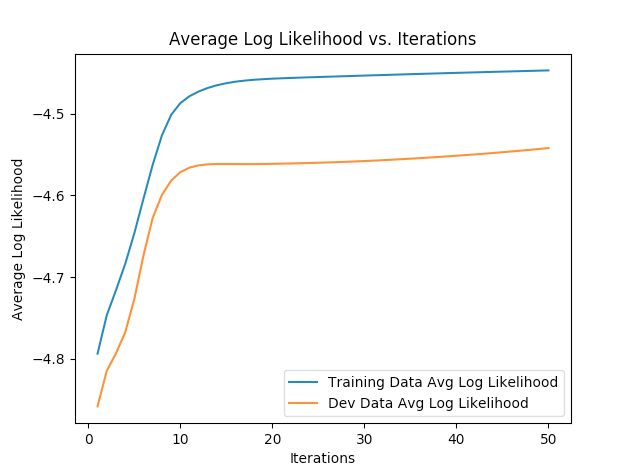 Average Log Likelihood vs. Iterations
Average Log Likelihood
−4.5
−4.6
−4.7
−4.8
0 10 20 30 40 50
Iterations
Training Data Avg Log Likelihood
Dev Data Avg Log Likelihood